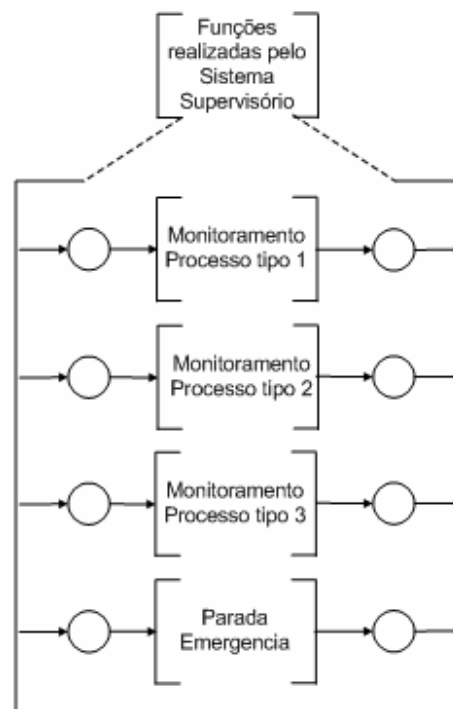 Funções
realizadas pelo
Sistema
Supervisório
Monitoramento
Processo tipo 1
Monitoramento
Processo tipo 2
Monitoramento
Processo tipo 3
Parada
Emergencia